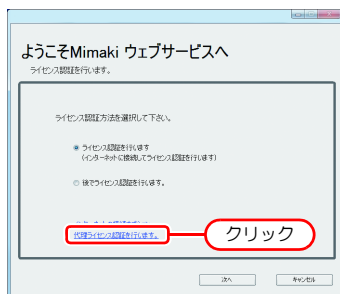 ようこそMimaki ウェブサービスへ
ライセンス認証を行います。
ライセンス認証方法を選択して下さい。
ライセンス認証を行います
(インターネットに接続してライセンス認証を行います)
後でライセンス認証を行います。
代理ライセンス認証を行います。
クリック
次へ
キャンセル